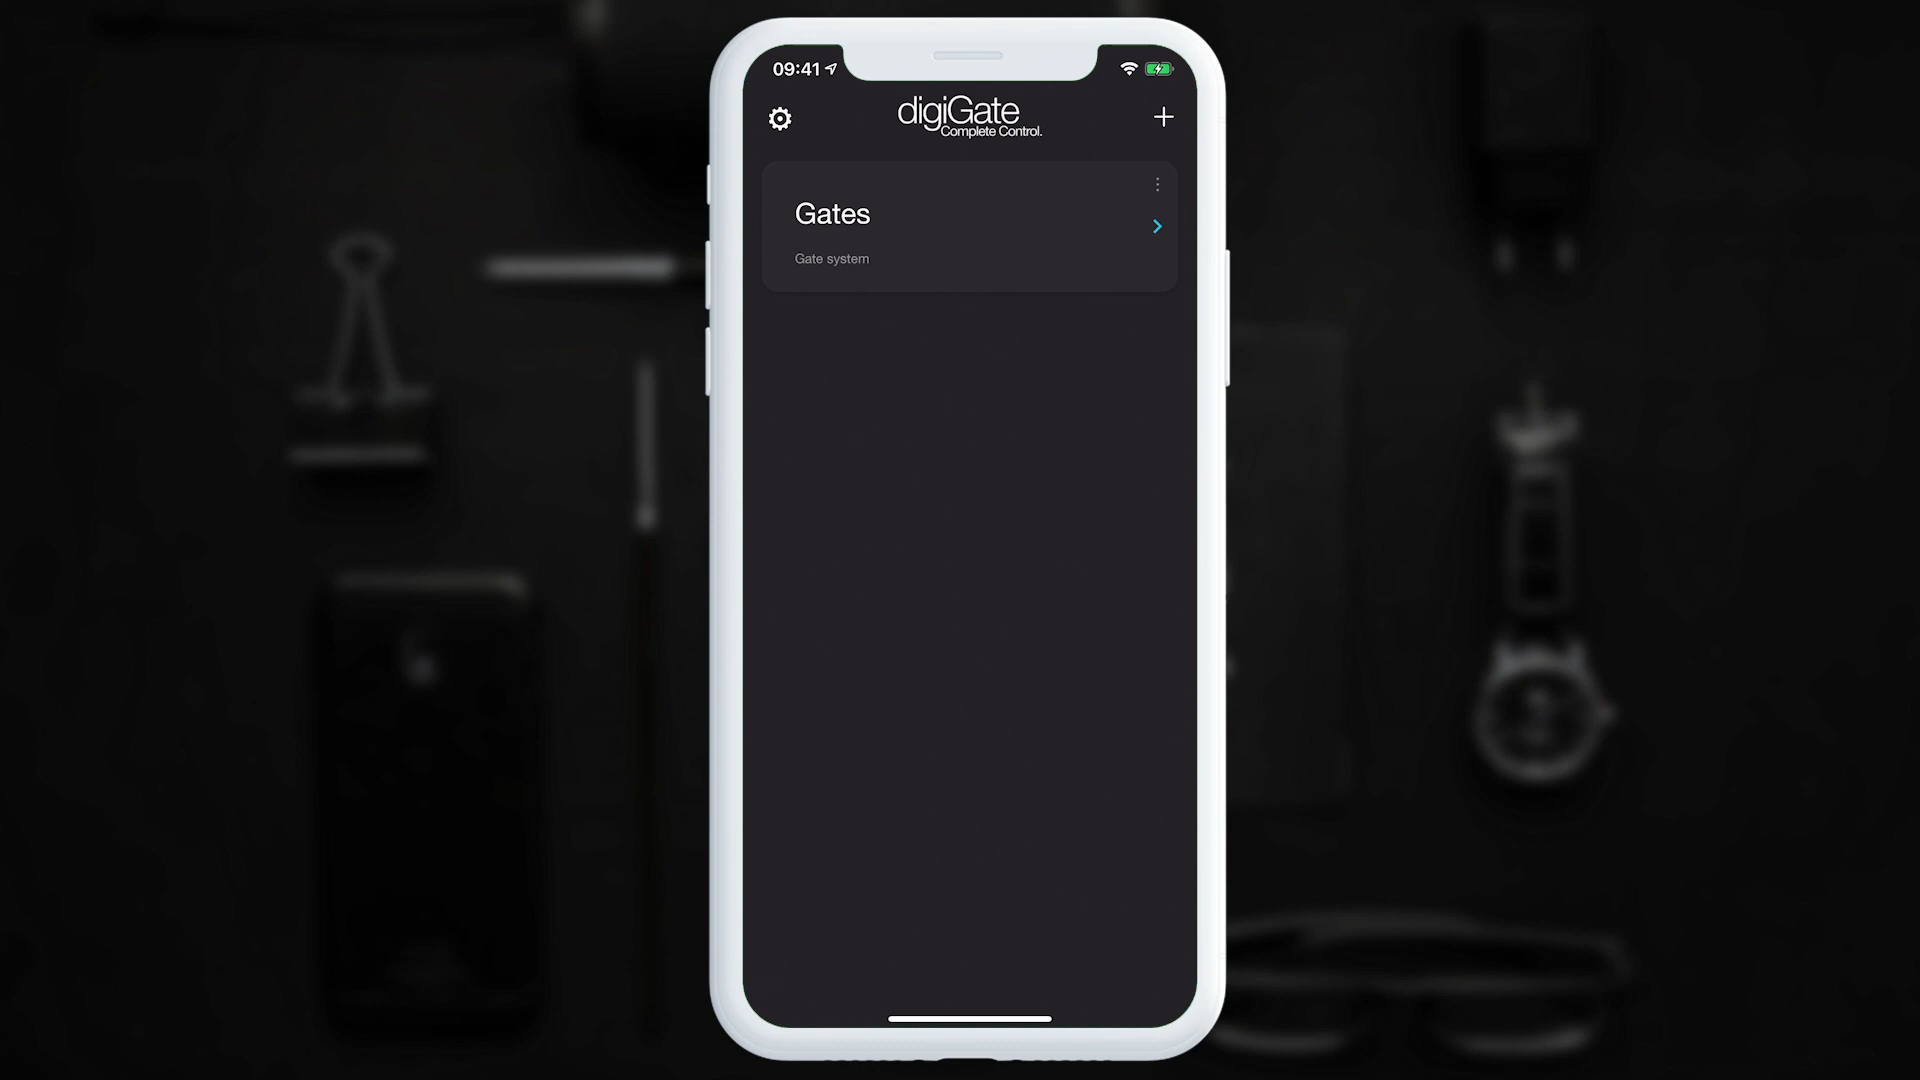 09:41
digiGate
Complete Control.
Gates
Gate system